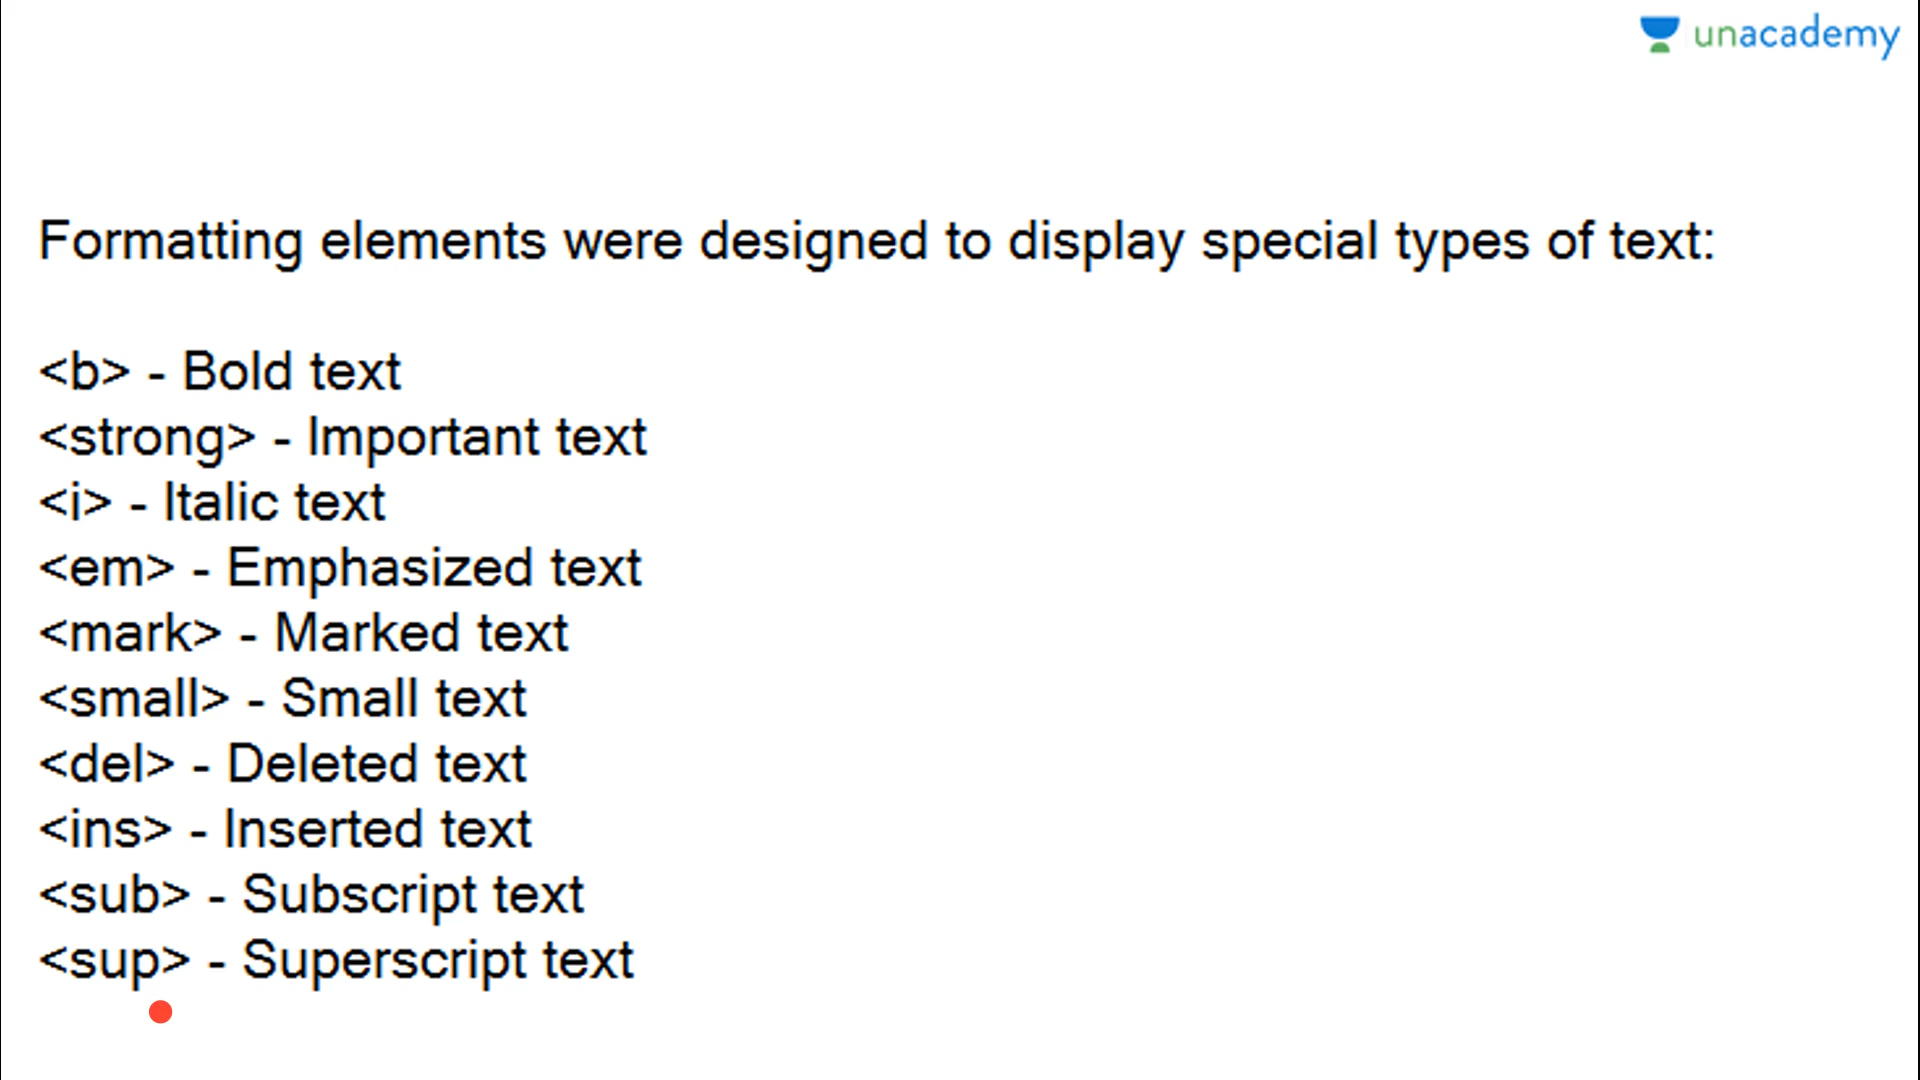 unacademy
Formatting elements were designed to display special types of text:
<b> - Bold text
<strong> - Important text
<i> - Italic text
<em> - Emphasized text
<mark> - Marked text
<small> - Small text
<del> - Deleted text
<ins> - Inserted text
<sub> - Subscript text
<sup> - Superscript text